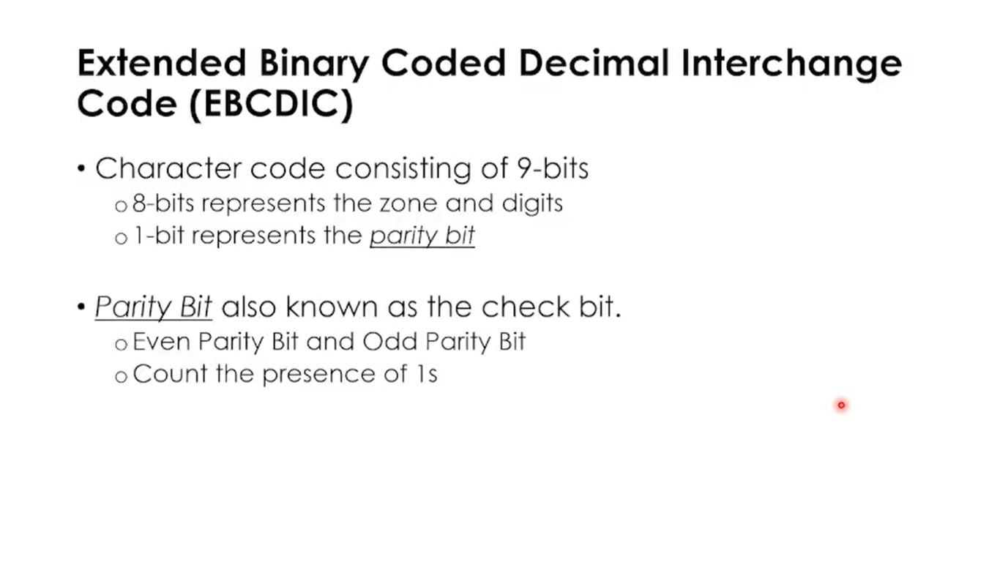 Extended Binary Coded Decimal Interchange
Code (EBCDIC)
• Character code consisting of 9-bits
o 8-bits represents the zone and digits
o 1-bit represents the parity bit
• Parity Bit also known as the check bit.
o Even Parity Bit and Odd Parity Bit
o Count the presence of 1s